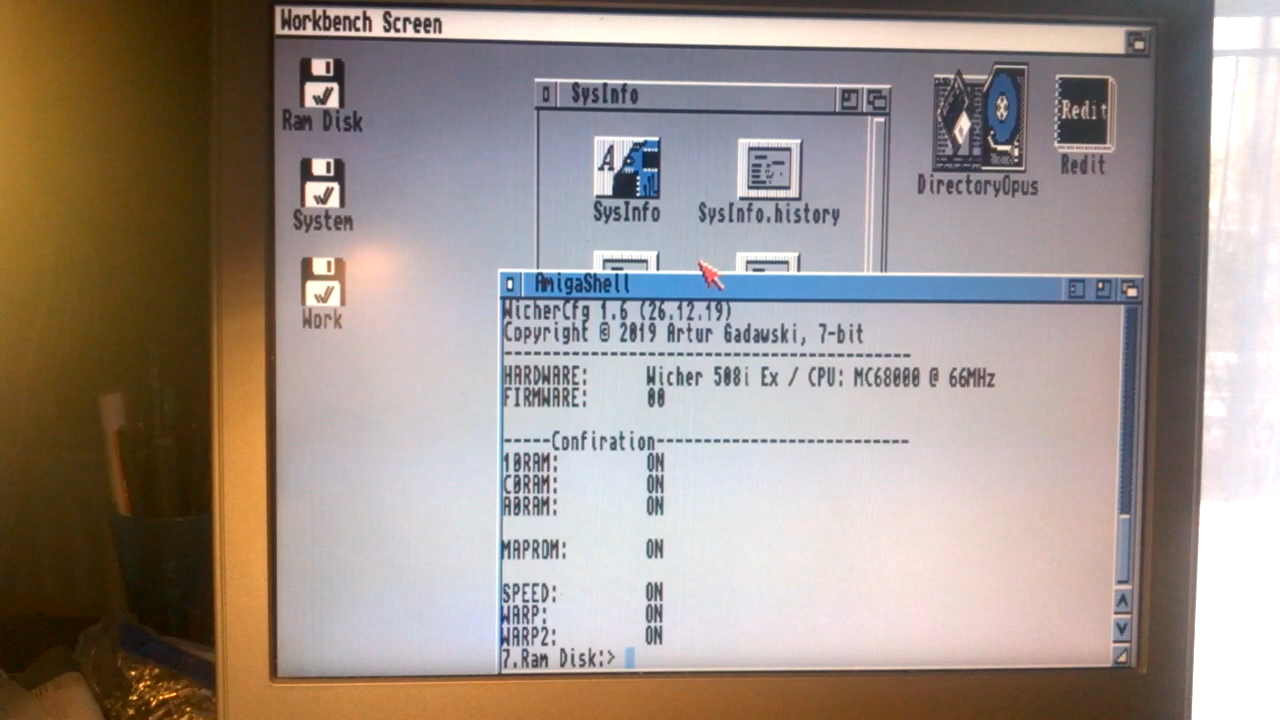 Workbench Screen
Ram Disk
System
Work
SysInfo
SysInfo
SysInfo.history
DirectoryOpus
Redit
Redit
AmigaShell
WicherCfg 1.6 (26.12.19)
Copyright © 2019 Artur Gadawski, 7-bit
--------------------------------------------
HARDWARE: Wicher 508i Ex / CPU: MC68000 @ 66MHz
FIRMWARE: 00
-----Confiration---------------------------
10RAM: ON
C0RAM: ON
A0RAM: ON
MAPROM: ON
SPEED: ON
WARP: ON
WARP2: ON
7.Ram Disk:>